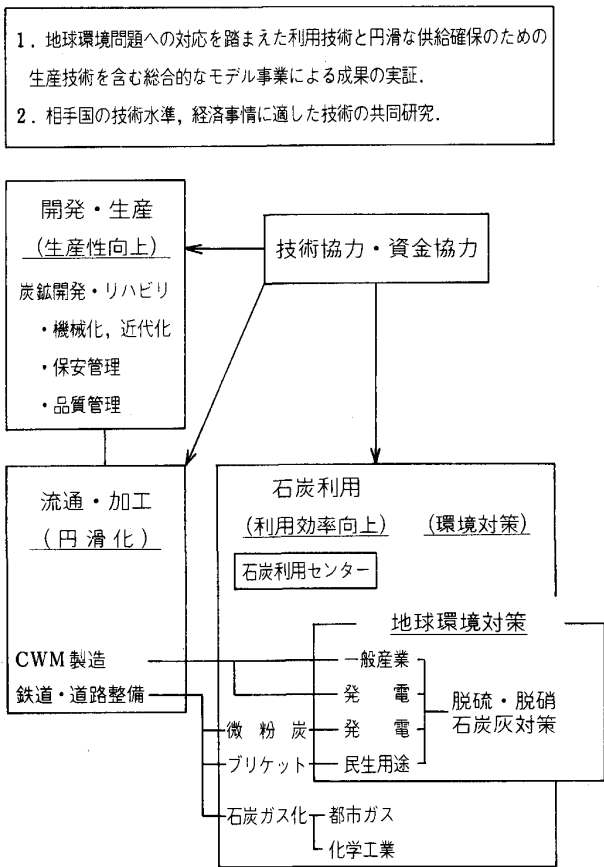 1．地球環境問題への対応を踏まえた利用技術と円滑な供給確保のための
生産技術を含む総合的なモデル事業による成果の実証．
2．相手国の技術水準，経済事情に適した技術の共同研究．
開発・生産
(生産性向上)
炭鉱開発・リハビリ
・機械化，近代化
・保安管理
・品質管理
技術協力・資金協力
流通・加工
(円滑化)
CWM製造
鉄道・道路整備
石炭利用
(利用効率向上) (環境対策)
石炭利用センター
地球環境対策
一般産業
発電
微粉炭 発電
ブリケット 民生用途
脱硫・脱硝
石炭灰対策
石炭ガス化 都市ガス
化学工業